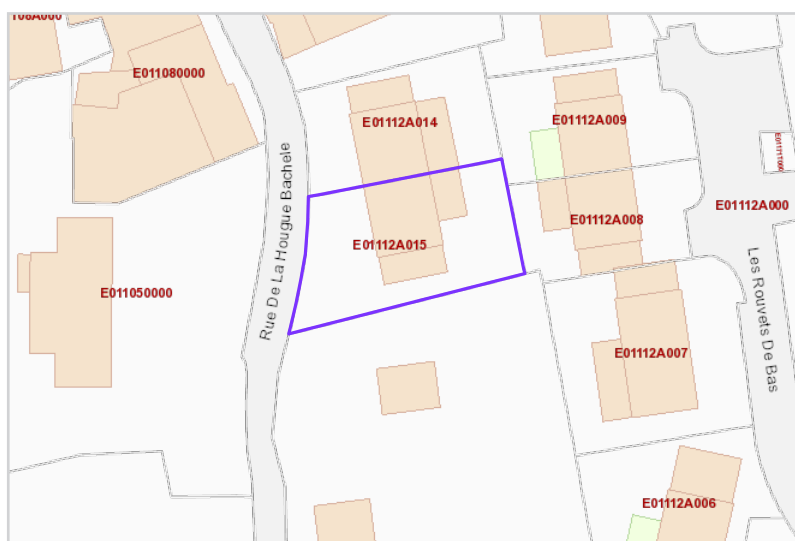 E011080000
E01112A014
E01112A009
Rue De La Hougue Bachele
E01112A000
E01112A008
E01112A015
E011050000
Les Rouvets De Bas
E01112A007
E01112A006